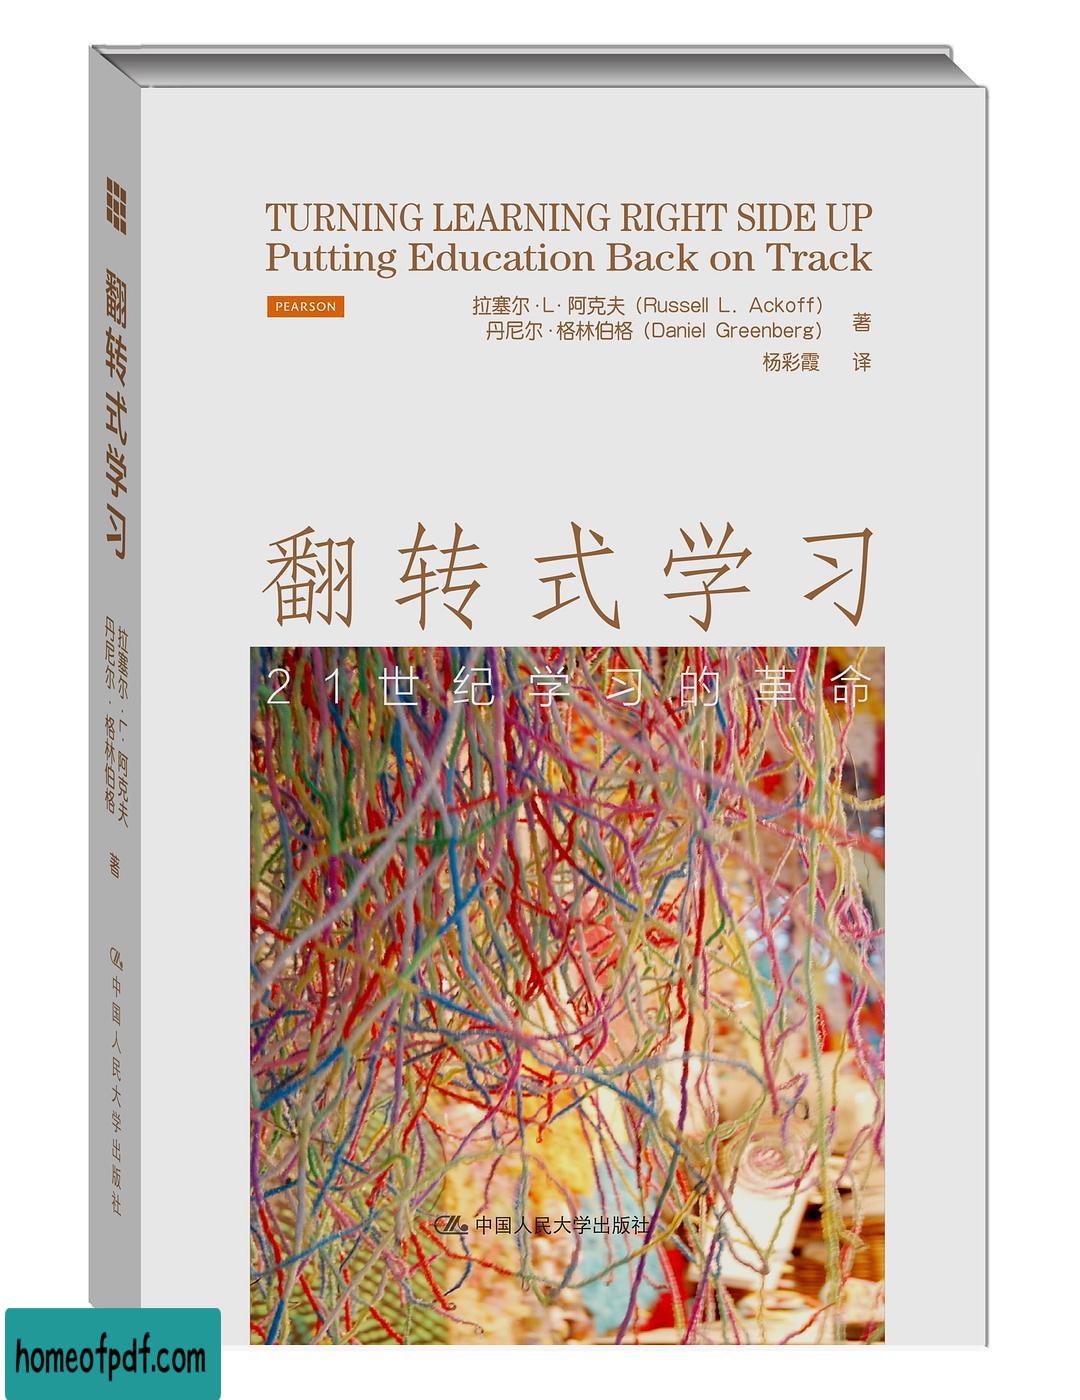 TURNING LEARNING RIGHT SIDE UP
Putting Education Back on Track
PEARSON
拉塞尔·L·阿克夫（Russell L. Ackoff）
丹尼尔·格林伯格（Daniel Greenberg）
著
杨彩霞 译
翻转式学习
21世纪学习的革命
中国人民大学出版社
翻转式学习
拉塞尔·L·阿克夫
丹尼尔·格林伯格
著
中国人民大学出版社
homeofpdf.com